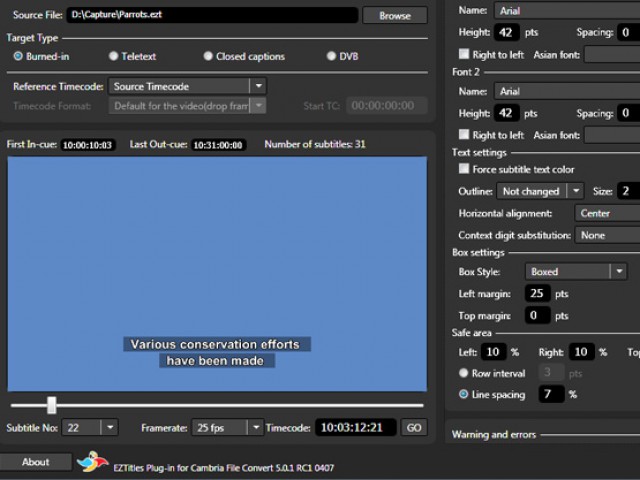 Source File: D:\Capture\Parrots.ezt Browse
Target Type
Burned-in Teletext Closed captions DVB
Reference Timecode: Source Timecode
Timecode Format: Default for the video(drop fram Start TC: 00:00:00:00
First In-cue: 10:00:10:03 Last Out-cue: 10:31:00:00 Number of subtitles: 31
Various conservation efforts
have been made
Subtitle No: 22 Framerate: 25 fps Timecode: 10:03:12:21 GO
About EZTitles Plug-in for Cambria File Convert 5.0.1 RC1 0407
Name: Arial
Height: 42 pts Spacing: 0
Right to left Asian font:
Font 2
Name: Arial
Height: 42 pts Spacing: 0
Right to left Asian font:
Text settings
Force subtitle text color
Outline: Not changed Size: 2
Horizontal alignment: Center
Context digit substitution: None
Box settings
Box Style: Boxed
Left margin: 25 pts
Top margin: 0 pts
Safe area
Left: 10 % Right: 10 % Top
Row interval 3 pts
Line spacing 7 %
Warning and errors